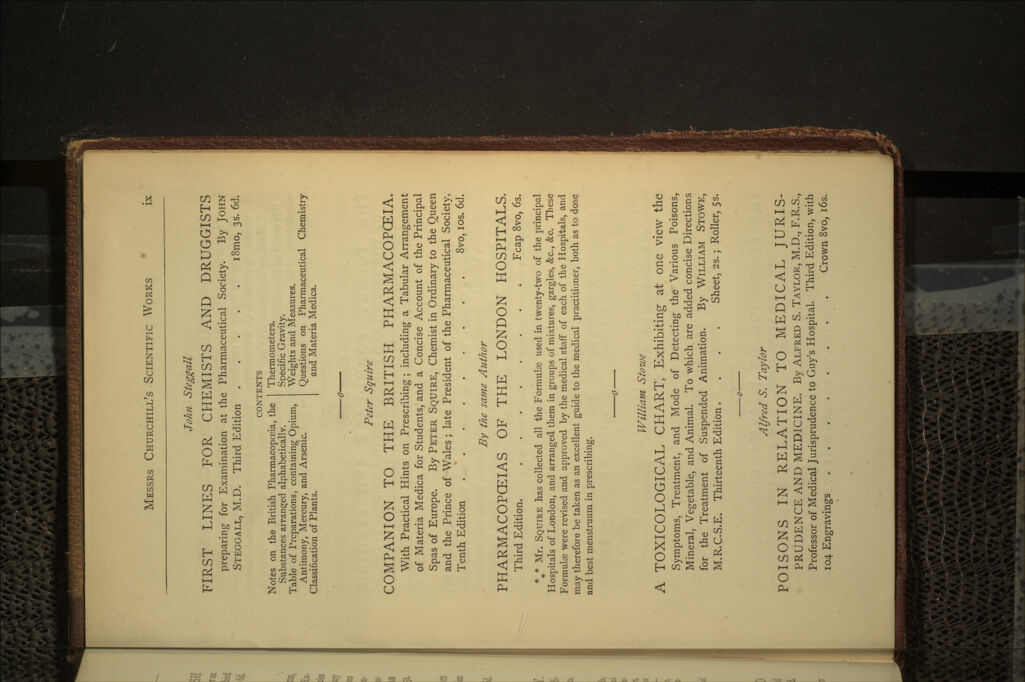 MESSRS CHURCHILL'S SCIENTIFIC WORKS ix
John Steggall
FIRST LINES FOR CHEMISTS AND DRUGGISTS
preparing for Examination at the Pharmaceutical Society. By JOHN
STEGGALL, M.D. Third Edition . . . . . 18mo, 3s. 6d.
CONTENTS
Notes on the British Pharmacopœia, the
Substances arranged alphabetically.
Table of Preparations, containing Opium,
Antimony, Mercury, and Arsenic.
Classification of Plants.
Thermometers.
Specific Gravity.
Weights and Measures.
Questions on Pharmaceutical Chemistry
and Materia Medica.
Peter Squire
COMPANION TO THE BRITISH PHARMACOPŒIA.
With Practical Hints on Prescribing; including a Tabular Arrangement
of Materia Medica for Students, and a Concise Account of the Principal
Spas of Europe. By PETER SQUIRE, Chemist in Ordinary to the Queen
and the Prince of Wales; late President of the Pharmaceutical Society.
Tenth Edition . . . . . . . . 8vo, 10s. 6d.
By the same Author
PHARMACOPŒIAS OF THE LONDON HOSPITALS.
Third Edition. . . . . . . Fcap 8vo, 6s.
*** Mr. SQUIRE has collected all the Formulæ used in twenty-two of the principal
Hospitals of London, and arranged them in groups of mixtures, gargles, &c., &c. These
Formulæ were revised and approved by the medical staff of each of the Hospitals, and
may therefore be taken as an excellent guide to the medical practitioner, both as to dose
and best menstruum in prescribing.
William Stowe
A TOXICOLOGICAL CHART, Exhibiting at one view the
Symptoms, Treatment, and Mode of Detecting the Various Poisons,
Mineral, Vegetable, and Animal. To which are added concise Directions
for the Treatment of Suspended Animation. By WILLIAM STOWE,
M.R.C.S.E. Thirteenth Edition . . . . Sheet, 2s.; Roller, 5s.
Alfred S. Taylor
POISONS IN RELATION TO MEDICAL JURIS-
PRUDENCE AND MEDICINE. By ALFRED S. TAYLOR, M.D., F.R.S.,
Professor of Medical Jurisprudence to Guy's Hospital. Third Edition, with
104 Engravings . . . . . . . Crown 8vo, 16s.